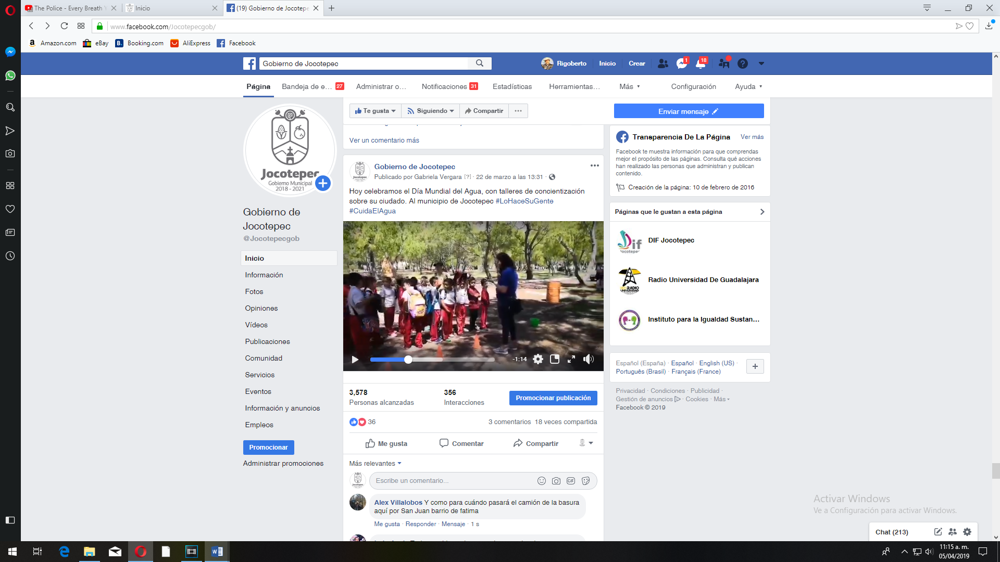 The Police - Every Breath Y
Inicio
(19) Gobierno de Jocotepe
www.facebook.com/Jocotepecgob/
Amazon.com
eBay
Booking.com
AliExpress
Facebook
Gobierno de Jocotepec
Rigoberto
Inicio
Crear
1
18
Página
Bandeja de e... 27
Administrar o...
Notificaciones 31
Estadísticas
Herramientas...
Más
Configuración
Ayuda
Jocotepec
Gobierno Municipal
2018 - 2021
Gobierno de
Jocotepec
@Jocotepecgob
Inicio
Información
Fotos
Opiniones
Vídeos
Publicaciones
Comunidad
Servicios
Eventos
Información y anuncios
Empleos
Promocionar
Administrar promociones
Te gusta
Siguiendo
Compartir
Enviar mensaje
Ver un comentario más
Gobierno de Jocotepec
Publicado por Gabriela Vergara [?] · 22 de marzo a las 13:31 ·
Hoy celebramos el Día Mundial del Agua, con talleres de concientización
sobre su ciudado. Al municipio de Jocotepec #LoHaceSuGente
#CuidaElAgua
-1:14
3,578
Personas alcanzadas
356
Interacciones
Promocionar publicación
36
3 comentarios 18 veces compartida
Me gusta
Comentar
Compartir
Más relevantes
Escribe un comentario...
GIF
Alex Villalobos Y como para cuándo pasará el camión de la basura
aquí por San Juan barrio de fatima
Me gusta · Responder · Mensaje · 1 s
Transparencia De La Página
Ver más
Facebook te muestra información para que comprendas
mejor el propósito de las páginas. Consulta qué acciones
han realizado las personas que administran y publican
contenido.
Creación de la página: 10 de febrero de 2016
Páginas que le gustan a esta página
DIF Jocotepec
Radio Universidad De Guadalajara
Instituto para la Igualdad Sustan...
Español (España) · Español · English (US) ·
Português (Brasil) · Français (France)
Privacidad · Condiciones · Publicidad ·
Gestión de anuncios · Cookies · Más
Facebook © 2019
Activar Windows
Ve a Configuración para activar Windows.
Chat (213)
11:15 a. m.
05/04/2019